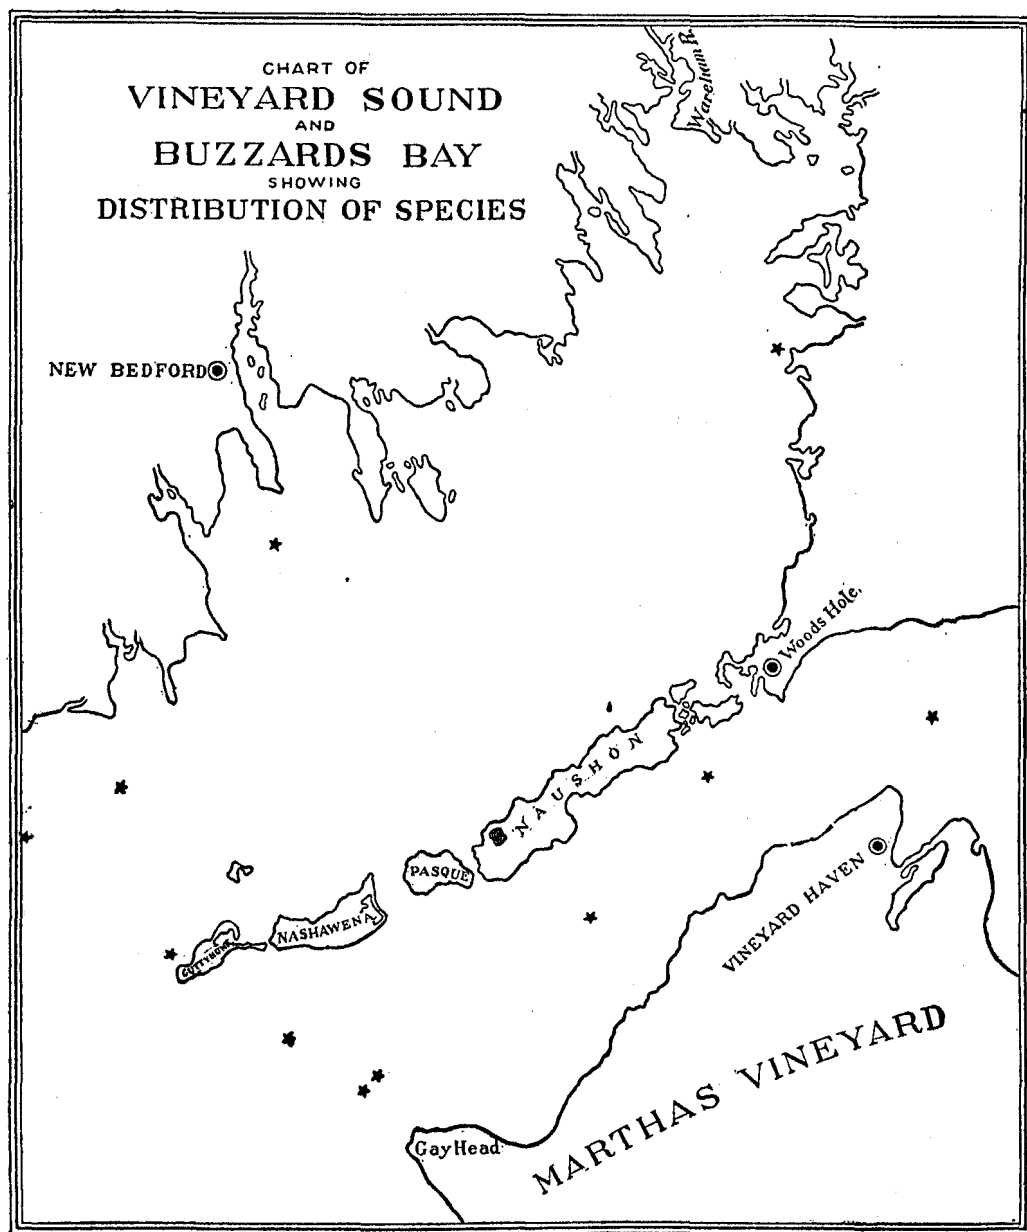 CHART OF
VINEYARD SOUND
AND
BUZZARDS BAY
SHOWING
DISTRIBUTION OF SPECIES
Wareham R.
NEW BEDFORD
Woods Hole.
NAUSHON
PASQUE
NASHAWENA
CUTTYHUNK
VINEYARD HAVEN
MARTHAS VINEYARD
Gay Head